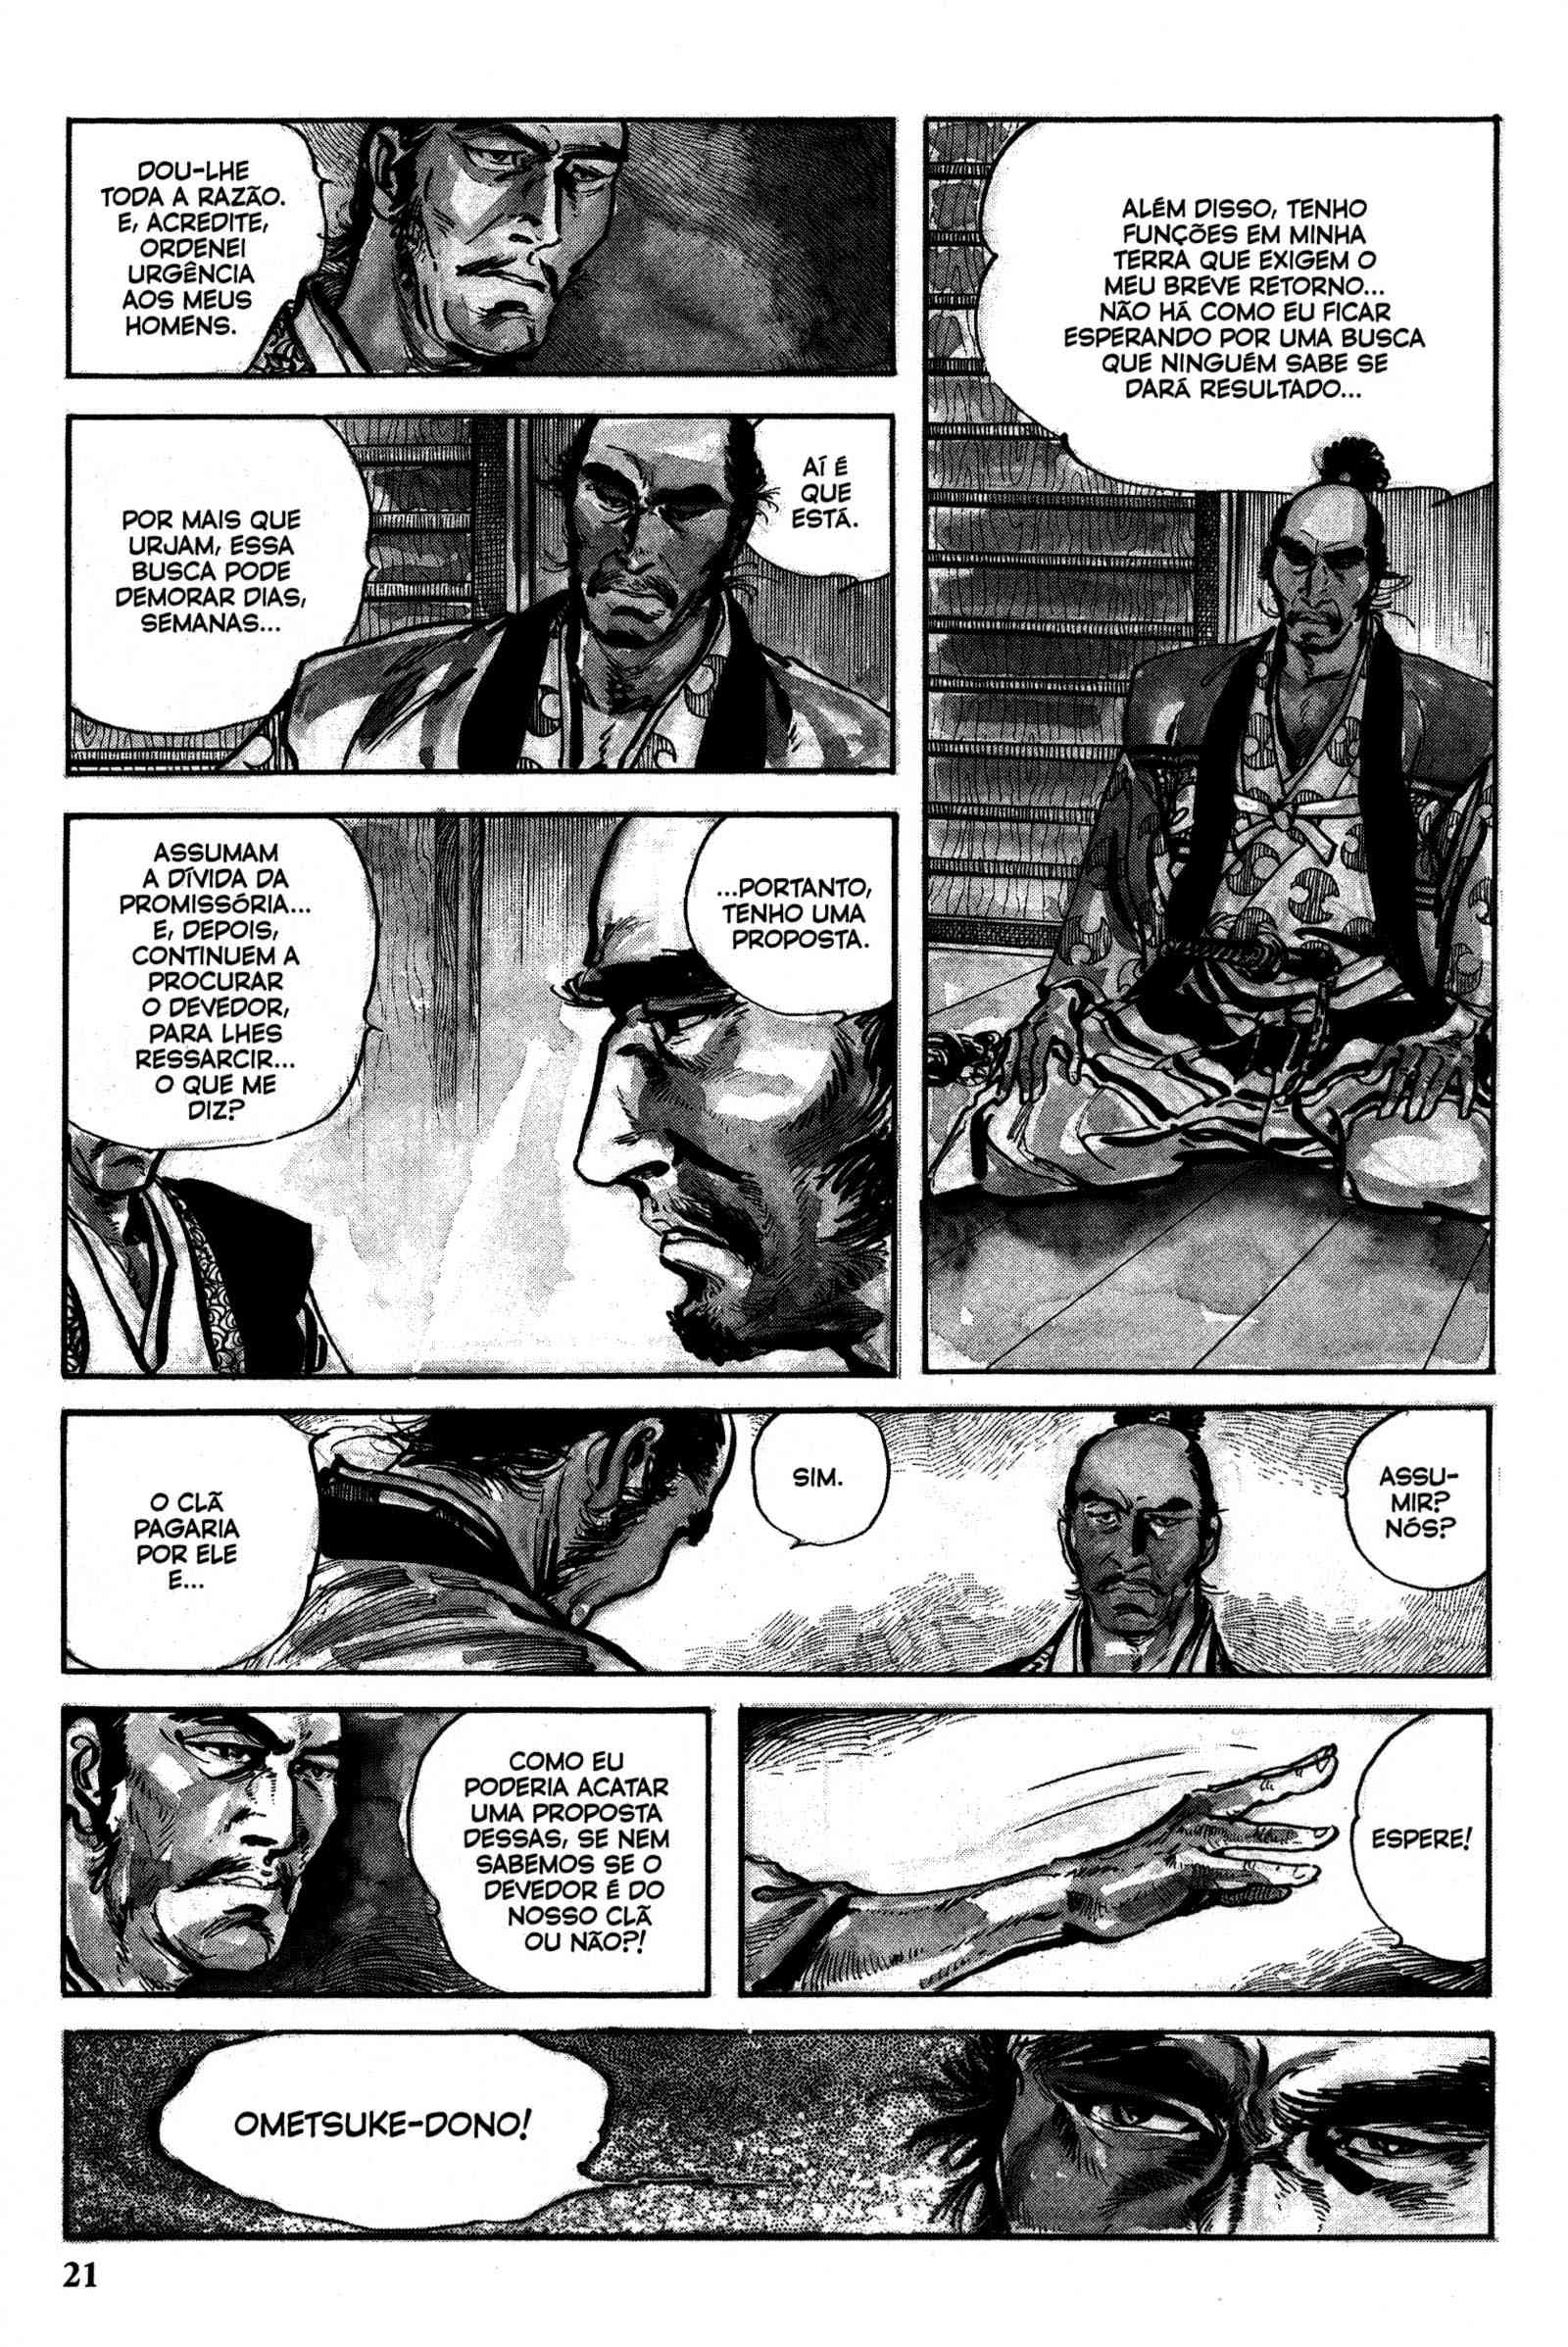 ALÉM DISSO, TENHO
FUNÇÕES EM MINHA
TERRA QUE EXIGEM O
MEU BREVE RETORNO...
NÃO HÁ COMO EU FICAR
ESPERANDO POR UMA BUSCA
QUE NINGUÉM SABE SE
DARÁ RESULTADO...
DOU-LHE
TODA A RAZÃO.
E, ACREDITE,
ORDENEI
URGÊNCIA
AOS MEUS
HOMENS.
AÍ É
QUE
ESTÁ.
POR MAIS QUE
URJAM, ESSA
BUSCA PODE
DEMORAR DIAS,
SEMANAS...
...PORTANTO,
TENHO UMA
PROPOSTA.
ASSUMAM
A DÍVIDA DA
PROMISSÓRIA...
E, DEPOIS,
CONTINUEM A
PROCURAR
O DEVEDOR,
PARA LHES
RESSARCIR...
O QUE ME
DIZ?
ASSU-
MIR?
NÓS?
SIM.
O CLÃ
PAGARIA
POR ELE
E...
ESPERE!
COMO EU
PODERIA ACATAR
UMA PROPOSTA
DESSAS, SE NEM
SABEMOS SE O
DEVEDOR É DO
NOSSO CLÃ
OU NÃO?!
OMETSUKE-DONO!
21